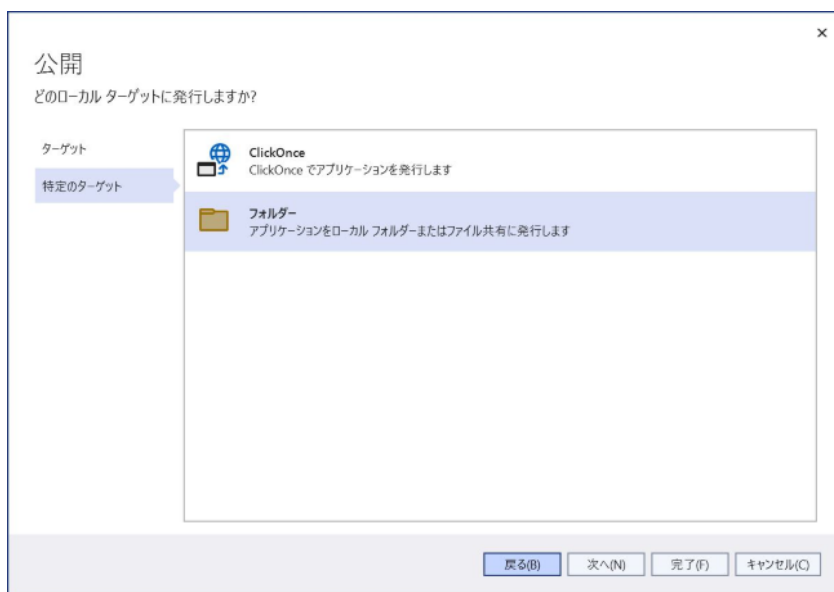 公開
どのローカル ターゲットに発行しますか?
ターゲット
特定のターゲット
ClickOnce
ClickOnce でアプリケーションを発行します
フォルダー
アプリケーションをローカル フォルダーまたはファイル共有に発行します
戻る(B)
次へ(N)
完了(F)
キャンセル(C)